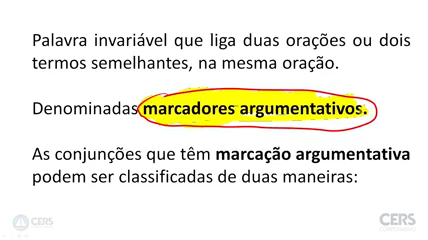 Palavra invariável que liga duas orações ou dois
termos semelhantes, na mesma oração.
Denominadas marcadores argumentativos.
As conjunções que têm marcação argumentativa
podem ser classificadas de duas maneiras:
CERS
CERS